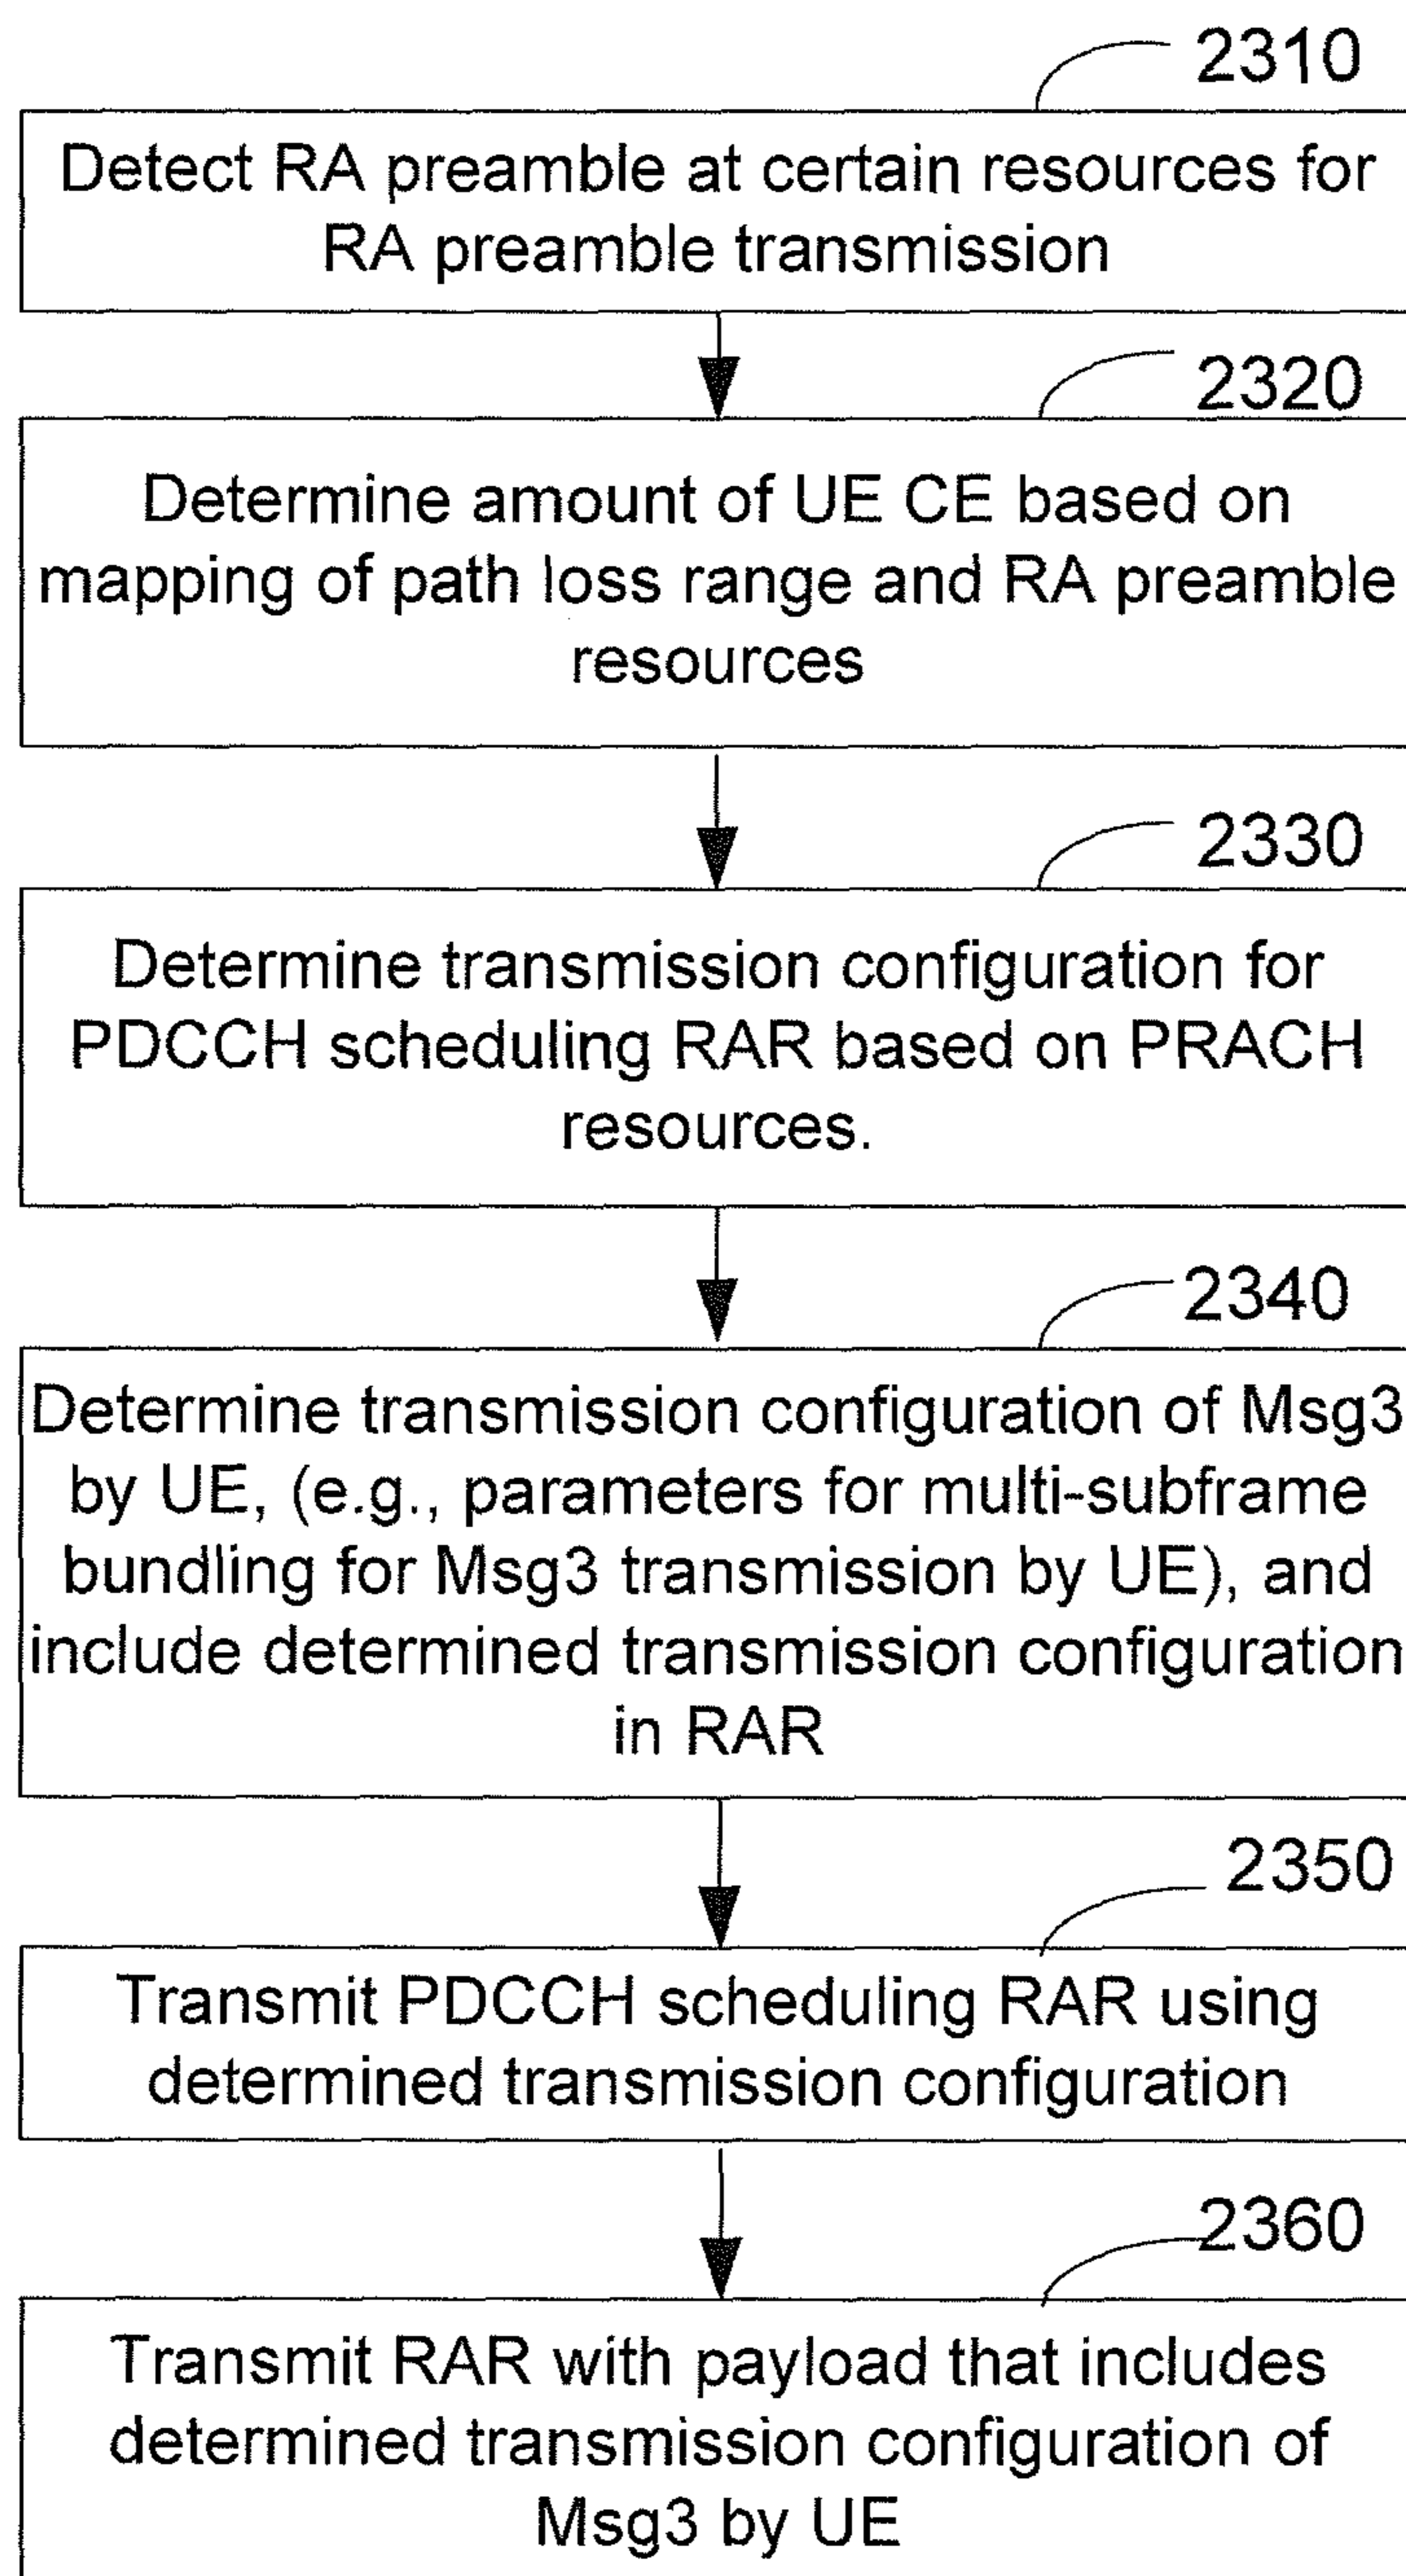 2310
Detect RA preamble at certain resources for
RA preamble transmission
2320
Determine amount of UE CE based on
mapping of path loss range and RA preamble
resources
2330
Determine transmission configuration for
PDCCH scheduling RAR based on PRACH
resources.
2340
Determine transmission configuration of Msg3
by UE, (e.g., parameters for multi-subframe
bundling for Msg3 transmission by UE), and
include determined transmission configuration
in RAR
2350
Transmit PDCCH scheduling RAR using
determined transmission configuration
2360
Transmit RAR with payload that includes
determined transmission configuration of
Msg3 by UE